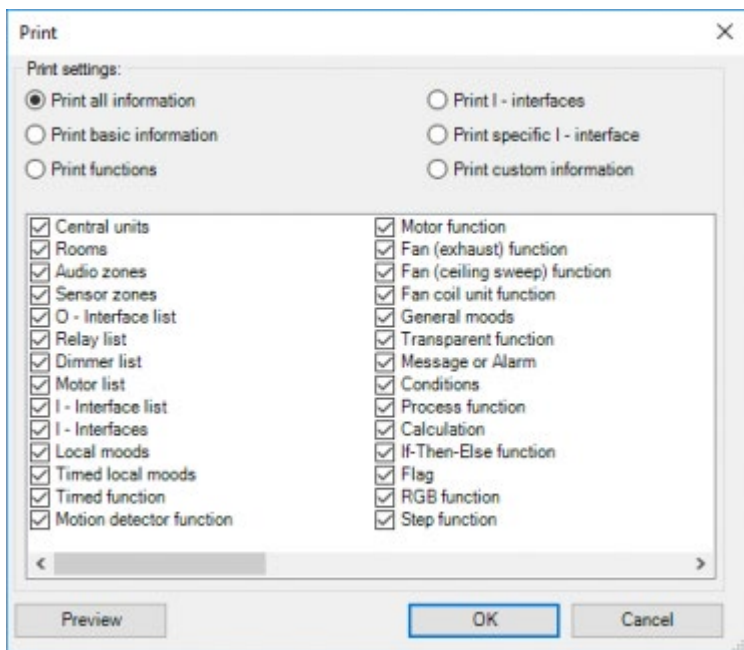 Print
Print settings:
Print all information
Print I - interfaces
Print basic information
Print specific I - interface
Print functions
Print custom information
Central units
Rooms
Audio zones
Sensor zones
O - Interface list
Relay list
Dimmer list
Motor list
I - Interface list
I - Interfaces
Local moods
Timed local moods
Timed function
Motion detector function
Motor function
Fan (exhaust) function
Fan (ceiling sweep) function
Fan coil unit function
General moods
Transparent function
Message or Alarm
Conditions
Process function
Calculation
If-Then-Else function
Flag
RGB function
Step function
Preview
OK
Cancel